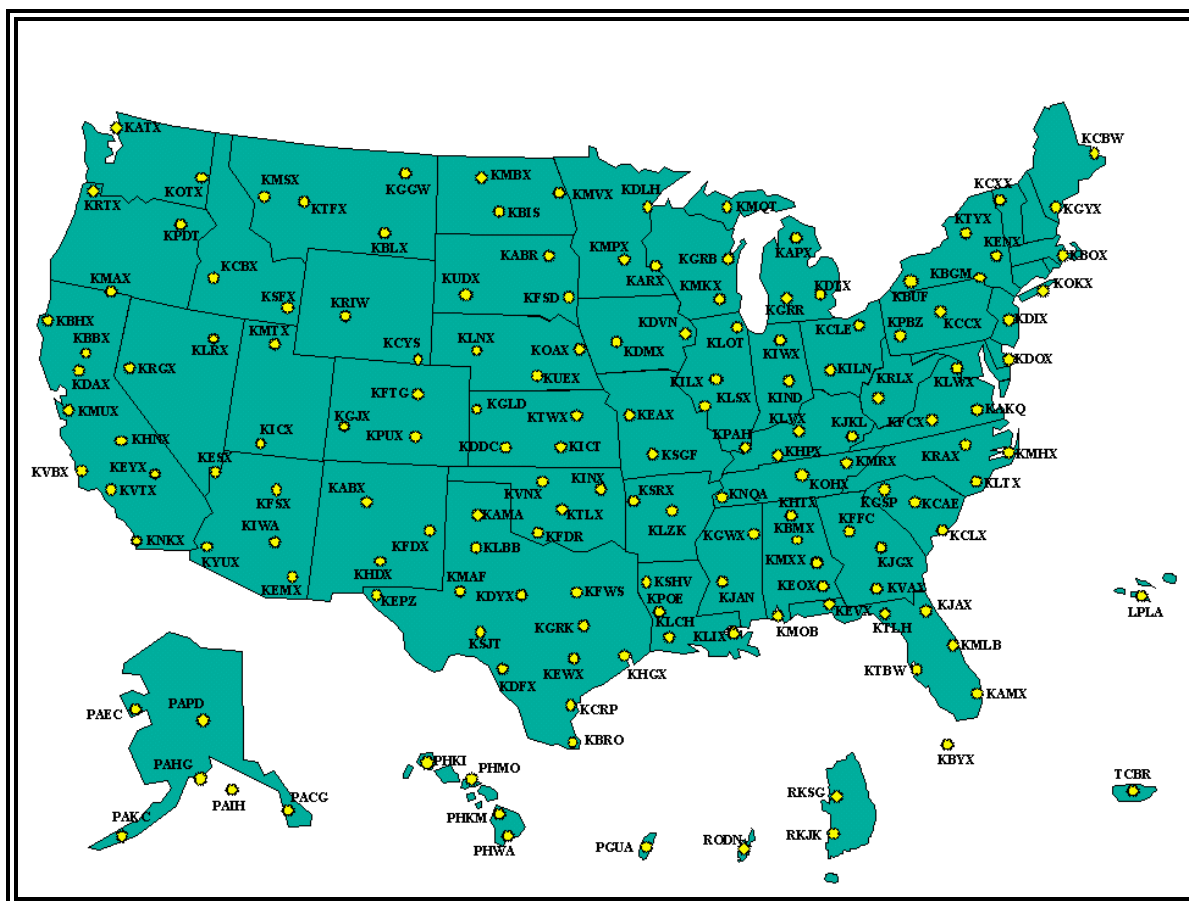 KATX
KCBW
KMSX
KGGW
KMBX
KOTX
KMVX
KDLH
KCXX
KRTX
KTFX
KBIS
KMQT
KGYX
KTYX
KPDT
KBLX
KMPX
KENX
KABR
KGRB
KAPX
KBOX
KCBX
KMAX
KARX
KBGM
KUDX
KMKX
KDTX
KSFX
KRIW
KFSD
KBUF
KOKX
KGRR
KBHX
KDVN
KCLE
KPBZ
KCCX
KDIX
KMTX
KBBX
KLRX
KCYS
KLNX
KOAX
KDMX
KLOT
KIWX
KDOX
KRGX
KDAX
KUEX
KILN
KRLX
KLWX
KFTG
KILX
KIND
KMUX
KGLD
KTWX
KLSX
KAKQ
KGJX
KEAX
KLVX
KJKL
KFCX
KHNX
KICX
KPUX
KDDC
KICT
KPAH
KRAX
KMHX
KVBX
KEYX
KESX
KSGF
KHPX
KMRX
KVTX
KINX
KOHX
KLTX
KFSX
KABX
KVNX
KSRX
KNQA
KHTX
KGSP
KCAE
KAMA
KTLX
KIWA
KLZK
KBMX
KFFC
KNKX
KFDX
KLBB
KFDR
KGWX
KCLX
KYUX
KHDX
KMXX
KJGX
KEMX
KMAF
KSHV
KEOX
KVAX
KEPZ
KDYX
KFWS
KPOE
KJAN
KJAX
LPLA
KGRK
KLCH
KLIX
KMOB
KEVX
KTLH
KSJT
KMLB
KEWX
KHGX
KTBW
KDFX
KAMX
KCRP
PAEC
PAPD
KBRO
KBYX
PHKI
PHMO
PAHG
TCBR
RKSG
PAIH
PACG
PAKC
PHKM
RKJK
PHWA
PGUA
RODN